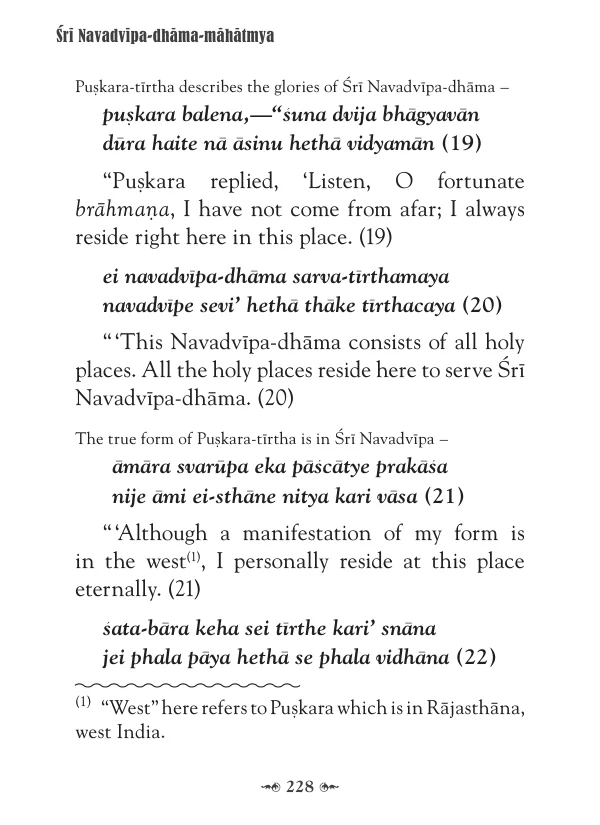 Śrī Navadvīpa-dhāma-māhātmya
Puṣkara-tīrtha describes the glories of Śrī Navadvīpa-dhāma –
puṣkara balena,—“śuna dvija bhāgyavān
dūra haite nā āsinu hethā vidyamān (19)
“Puṣkara replied, ‘Listen, O fortunate
brāhmaṇa, I have not come from afar; I always
reside right here in this place. (19)
ei navadvīpa-dhāma sarva-tīrthamaya
navadvīpe sevi’ hethā thāke tīrthacaya (20)
“ ‘This Navadvīpa-dhāma consists of all holy
places. All the holy places reside here to serve Śrī
Navadvīpa-dhāma. (20)
The true form of Puṣkara-tīrtha is in Śrī Navadvīpa –
āmāra svarūpa eka pāścātye prakāśa
nije āmi ei-sthāne nitya kari vāsa (21)
“ ‘Although a manifestation of my form is
in the west(1), I personally reside at this place
eternally. (21)
śata-bāra keha sei tīrthe kari’ snāna
jei phala pāya hethā se phala vidhāna (22)
(1) “West” here refers to Puṣkara which is in Rājasthāna,
west India.
228